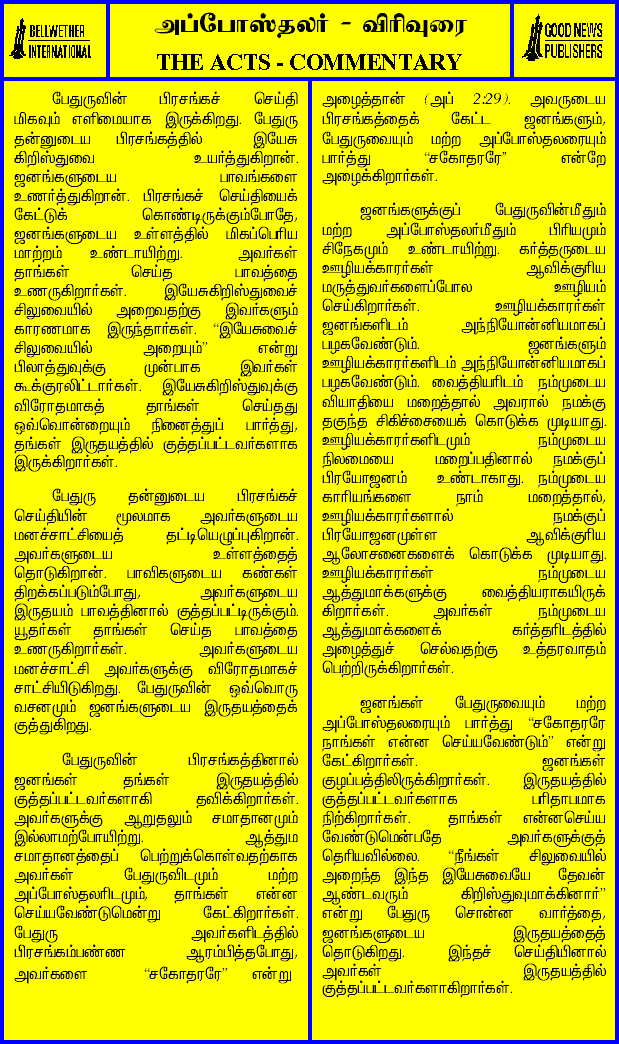 BELLWETHER
INTERNATIONAL
அப்போஸ்தலர் - விரிவுரை
THE ACTS - COMMENTARY
GOOD NEWS
PUBLISHERS
பேதுருவின் பிரசங்கச் செய்தி
மிகவும் எளிமையாக இருக்கிறது. பேதுரு
தன்னுடைய பிரசங்கத்தில் இயேசு
கிறிஸ்துவை உயர்த்துகிறான்.
ஜனங்களுடைய பாவங்களை
உணர்த்துகிறான். பிரசங்கச் செய்தியைக்
கேட்டுக் கொண்டிருக்கும்போதே,
ஜனங்களுடைய உள்ளத்தில் மிகப்பெரிய
மாற்றம் உண்டாயிற்று. அவர்கள்
தாங்கள் செய்த பாவத்தை
உணருகிறார்கள். இயேசுகிறிஸ்துவைச்
சிலுவையில் அறைவதற்கு இவர்களும்
காரணமாக இருந்தார்கள். “இயேசுவைச்
சிலுவையில் அறையும்” என்று
பிலாத்துவுக்கு முன்பாக இவர்கள்
கூக்குரலிட்டார்கள். இயேசுகிறிஸ்துவுக்கு
விரோதமாகத் தாங்கள் செய்தது
ஒவ்வொன்றையும் நினைத்துப் பார்த்து,
தங்கள் இருதயத்தில் குத்தப்பட்டவர்களாக
இருக்கிறார்கள்.
பேதுரு தன்னுடைய பிரசங்கச்
செய்தியின் மூலமாக அவர்களுடைய
மனச்சாட்சியைத் தட்டியெழுப்புகிறான்.
அவர்களுடைய உள்ளத்தைத்
தொடுகிறான். பாவிகளுடைய கண்கள்
திறக்கப்படும்போது, அவர்களுடைய
இருதயம் பாவத்தினால் குத்தப்பட்டிருக்கும்.
யூதர்கள் தாங்கள் செய்த பாவத்தை
உணருகிறார்கள். அவர்களுடைய
மனச்சாட்சி அவர்களுக்கு விரோதமாகச்
சாட்சியிடுகிறது. பேதுருவின் ஒவ்வொரு
வசனமும் ஜனங்களுடைய இருதயத்தைக்
குத்துகிறது.
பேதுருவின் பிரசங்கத்தினால்
ஜனங்கள் தங்கள் இருதயத்தில்
குத்தப்பட்டவர்களாகி தவிக்கிறார்கள்.
அவர்களுக்கு ஆறுதலும் சமாதானமும்
இல்லாமற்போயிற்று. ஆத்தும
சமாதானத்தைப் பெற்றுக்கொள்வதற்காக
அவர்கள் பேதுருவிடமும் மற்ற
அப்போஸ்தலரிடமும், தாங்கள் என்ன
செய்யவேண்டுமென்று கேட்கிறார்கள்.
பேதுரு அவர்களிடத்தில்
பிரசங்கம்பண்ண ஆரம்பித்தபோது,
அவர்களை “சகோதரரே” என்று
அழைத்தான் (அப் 2:29). அவருடைய
பிரசங்கத்தைக் கேட்ட ஜனங்களும்,
பேதுருவையும் மற்ற அப்போஸ்தலரையும்
பார்த்து “சகோதரரே” என்றே
அழைக்கிறார்கள்.
ஜனங்களுக்குப் பேதுருவின்மீதும்
மற்ற அப்போஸ்தலர்மீதும் பிரியமும்
சிநேகமும் உண்டாயிற்று. கர்த்தருடைய
ஊழியக்காரர்கள் ஆவிக்குரிய
மருத்துவர்களைப்போல ஊழியம்
செய்கிறார்கள். ஊழியக்காரர்கள்
ஜனங்களிடம் அந்நியோன்னியமாகப்
பழகவேண்டும். ஜனங்களும்
ஊழியக்காரர்களிடம் அந்நியோன்னியமாகப்
பழகவேண்டும். வைத்தியரிடம் நம்முடைய
வியாதியை மறைத்தால் அவரால் நமக்கு
தகுந்த சிகிச்சையைக் கொடுக்க முடியாது.
ஊழியக்காரர்களிடமும் நம்முடைய
நிலமையை மறைப்பதினால் நமக்குப்
பிரயோஜனம் உண்டாகாது. நம்முடைய
காரியங்களை நாம் மறைத்தால்,
ஊழியக்காரர்களால் நமக்குப்
பிரயோஜனமுள்ள ஆவிக்குரிய
ஆலோசனைகளைக் கொடுக்க முடியாது.
ஊழியக்காரர்கள் நம்முடைய
ஆத்துமாக்களுக்கு வைத்தியராகயிருக்
கிறார்கள். அவர்கள் நம்முடைய
ஆத்துமாக்களைக் கர்த்தரிடத்தில்
அழைத்துச் செல்வதற்கு உத்தரவாதம்
பெற்றிருக்கிறார்கள்.
ஜனங்கள் பேதுருவையும் மற்ற
அப்போஸ்தலரையும் பார்த்து “சகோதரரே
நாங்கள் என்ன செய்யவேண்டும்” என்று
கேட்கிறார்கள். ஜனங்கள்
குழப்பத்திலிருக்கிறார்கள். இருதயத்தில்
குத்தப்பட்டவர்களாக பரிதாபமாக
நிற்கிறார்கள். தாங்கள் என்னசெய்ய
வேண்டுமென்பதே அவர்களுக்குத்
தெரியவில்லை. “நீங்கள் சிலுவையில்
அறைந்த இந்த இயேசுவையே தேவன்
ஆண்டவரும் கிறிஸ்துவுமாக்கினார்”
என்று பேதுரு சொன்ன வார்த்தை,
ஜனங்களுடைய இருதயத்தைத்
தொடுகிறது. இந்தச் செய்தியினால்
அவர்கள் இருதயத்தில்
குத்தப்பட்டவர்களாகிறார்கள்.